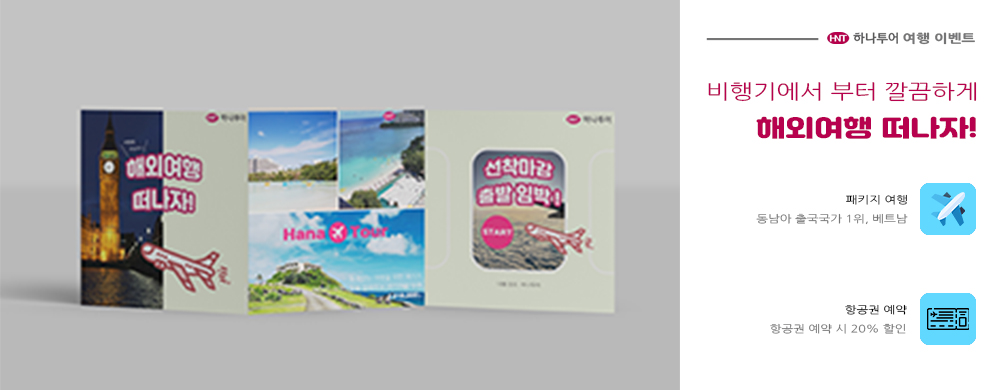 하나투어
해외여행
떠나자!
Hana Tour
하나투어
선착마감
출발 임박!
START
HNT 하나투어 여행 이벤트
비행기에서 부터 깔끔하게
해외여행 떠나자!
패키지 여행
동남아 출국국가 1위, 베트남
항공권 예약
항공권 예약 시 20% 할인